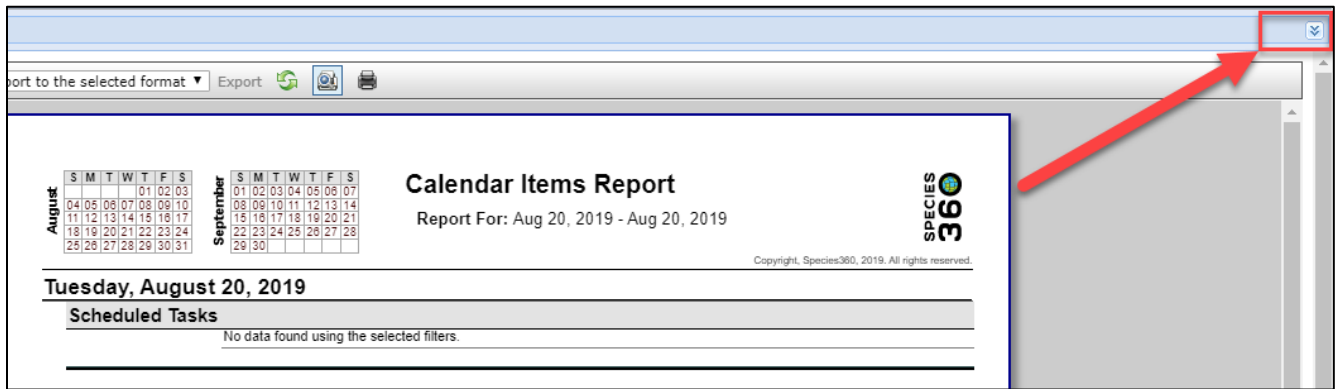 port to the selected format ▼ Export
August
S M T W T F S
01 02 03
04 05 06 07 08 09 10
11 12 13 14 15 16 17
18 19 20 21 22 23 24
25 26 27 28 29 30 31
September
S M T W T F S
01 02 03 04 05 06 07
08 09 10 11 12 13 14
15 16 17 18 19 20 21
22 23 24 25 26 27 28
29 30
Calendar Items Report
Report For: Aug 20, 2019 - Aug 20, 2019
SPECIES
360
Copyright, Species360, 2019. All rights reserved.
Tuesday, August 20, 2019
Scheduled Tasks
No data found using the selected filters.